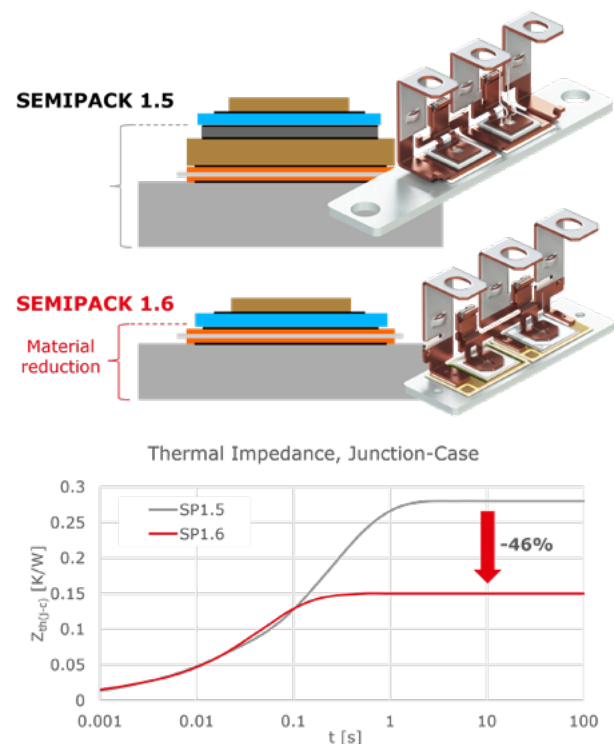 SEMIPACK 1.5
SEMIPACK 1.6
Material
reduction
Thermal Impedance, Junction-Case
Zth(j-c) [K/W]
0.3
0.25
0.2
0.15
0.1
0.05
0
SP1.5
SP1.6
-46%
0.001
0.01
0.1
1
10
100
t [s]